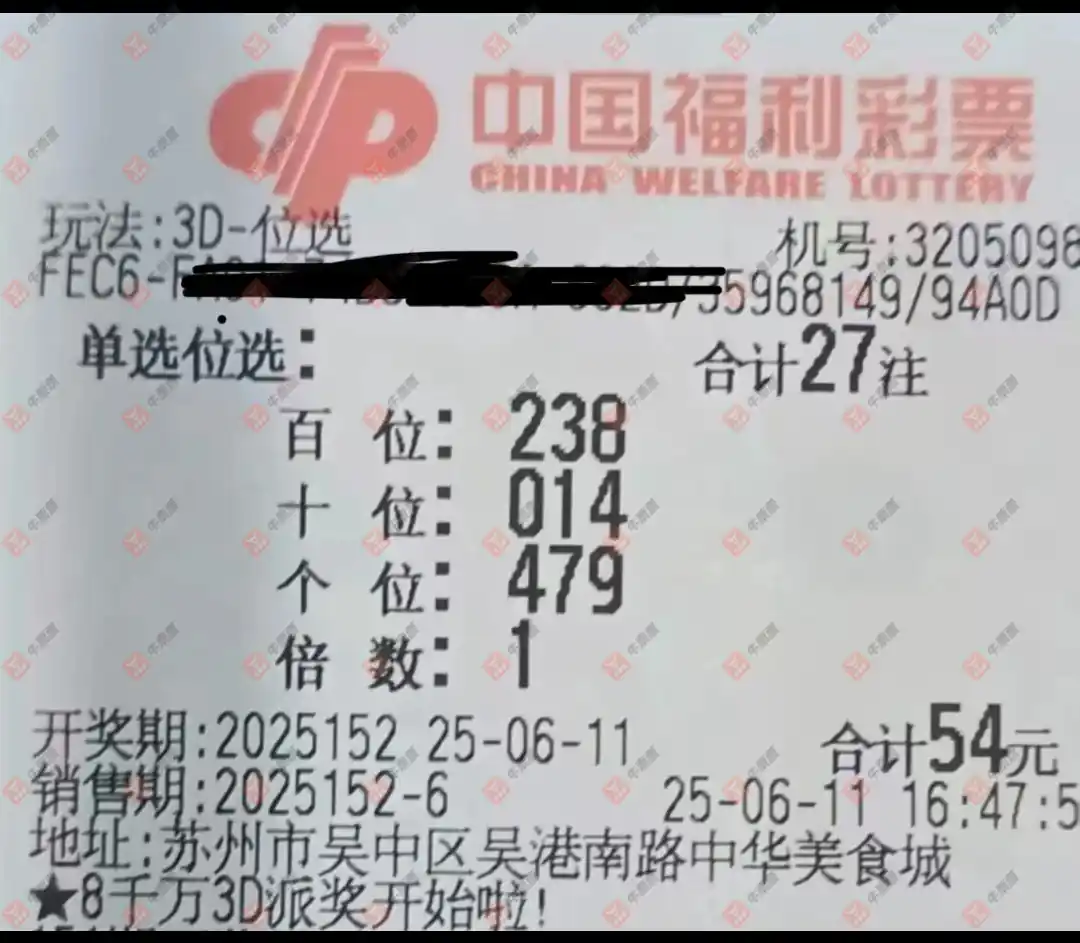 中国福利彩票
CHINA WELFARE LOTTERY
玩法:3D-位选
机号:3205098
FEC6- /35968149/94A0D
单选位选:
合计27注
百 位: 238
十 位: 014
个 位: 479
倍 数: 1
开奖期:2025152 25-06-11
合计54元
销售期:2025152-6
25-06-11 16:47:5
地址:苏州市吴中区吴港南路中华美食城
★8千万3D派奖开始啦!